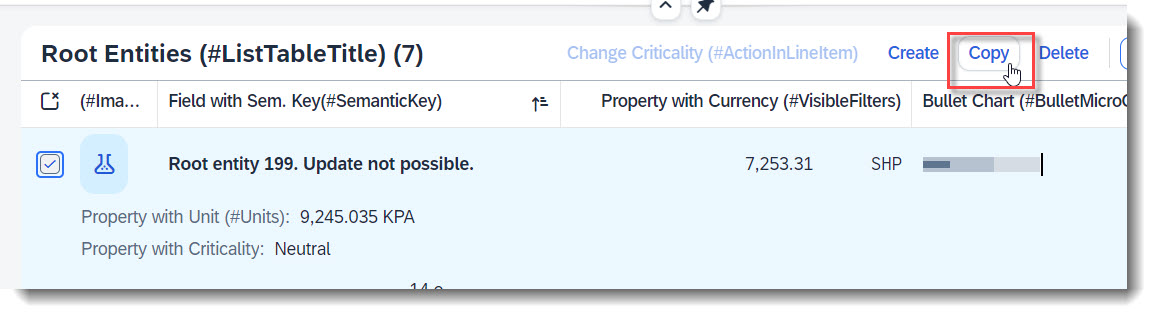 Root Entities (#ListTableTitle) (7) Change Criticality (#ActionInLineItem) Create Copy Delete
(#Ima... Field with Sem. Key(#SemanticKey) Property with Currency (#VisibleFilters) Bullet Chart (#BulletMicro
Root entity 199. Update not possible. 7,253.31 SHP
Property with Unit (#Units): 9,245.035 KPA
Property with Criticality: Neutral